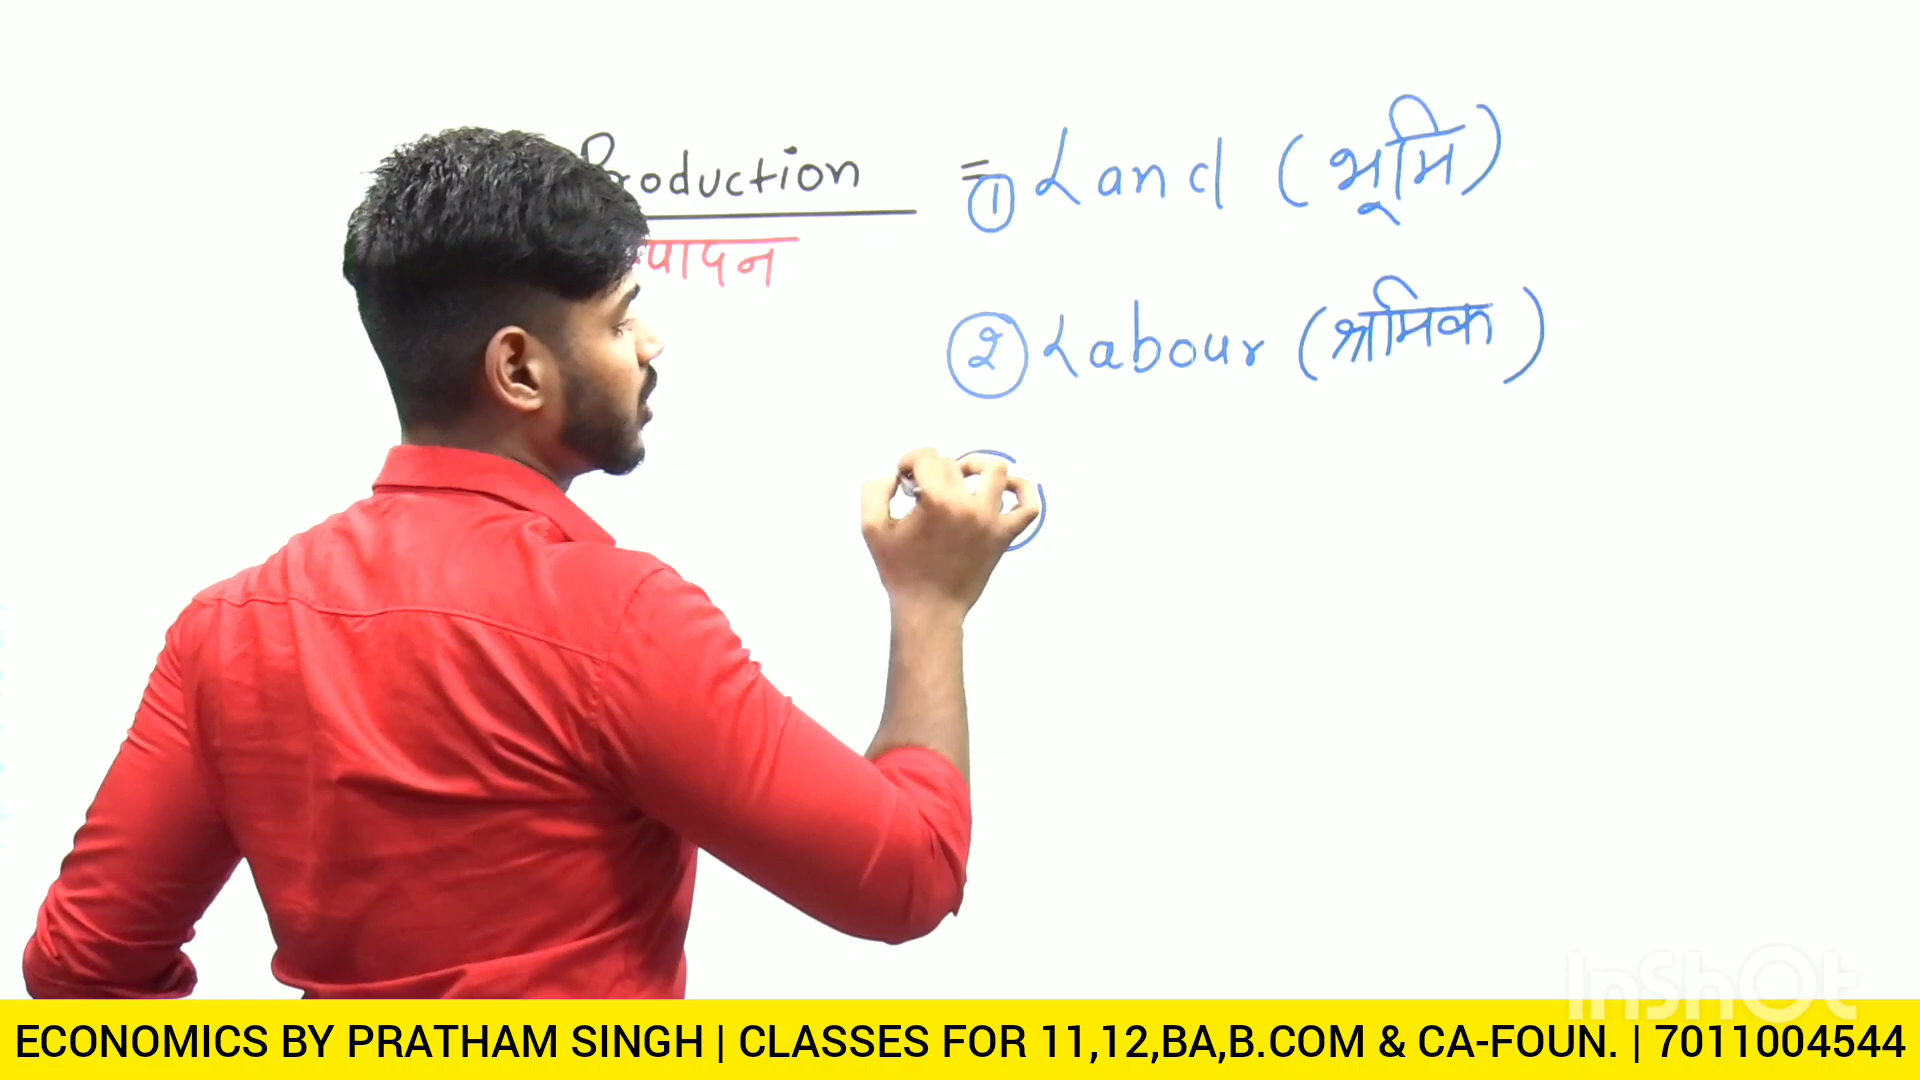 Production = ① Land (भूमि)
त्पादन
② Labour (श्रमिक)
InShOt
ECONOMICS BY PRATHAM SINGH | CLASSES FOR 11,12,BA,B.COM & CA-FOUN. | 7011004544